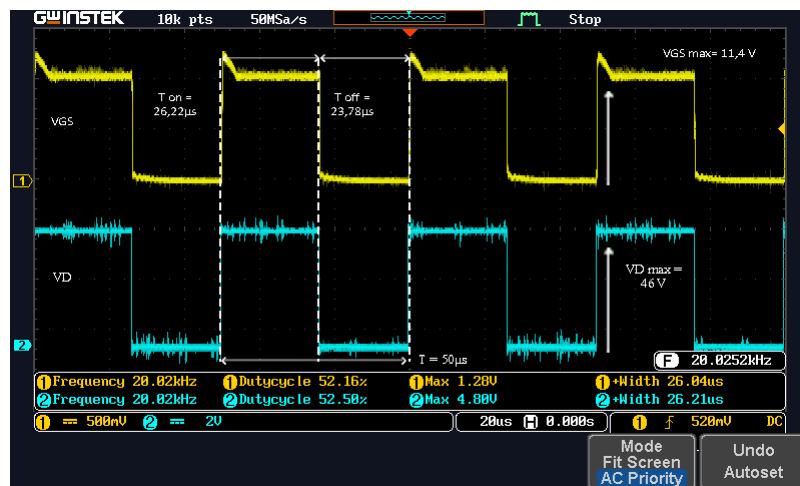 GWINSTEK 10k pts 50MSa/s Stop
VGS max= 11,4 V
T on =
26,22µs
T off =
23,78µs
VGS
1
VD
VD max =
46 V
2
T = 50µs
F 20.0252kHz
1 Frequency 20.02kHz 1 Dutycycle 52.16% 1 Max 1.28V 1 +Width 26.04us
2 Frequency 20.02kHz 2 Dutycycle 52.50% 2 Max 4.80V 2 +Width 26.21us
1 500mV 2 2V 20us H 0.000s 1 520mV DC
Mode
Fit Screen
AC Priority
Undo
Autoset